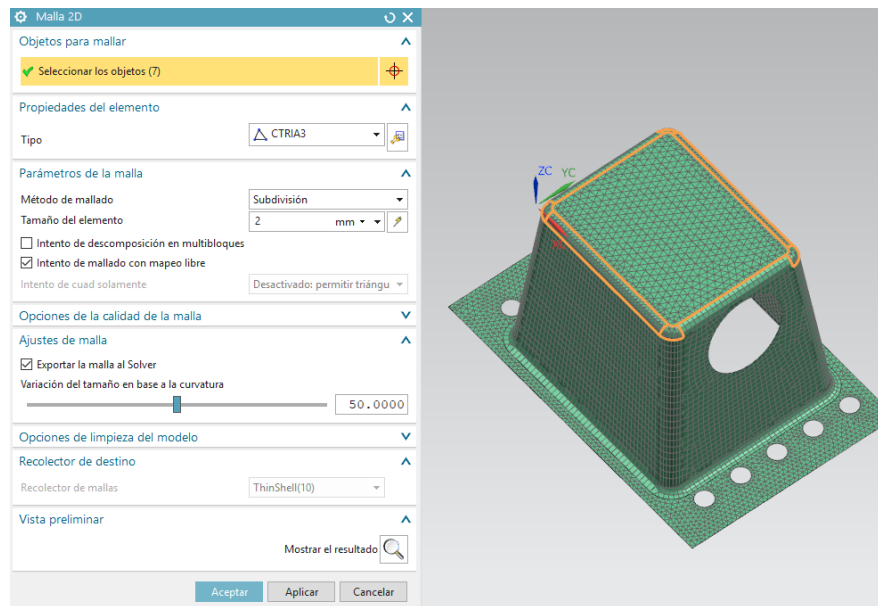 Malla 2D
Objetos para mallar
Seleccionar los objetos (7)
Propiedades del elemento
Tipo
CTRIA3
Parámetros de la malla
Método de mallado
Subdivisión
Tamaño del elemento
2 mm
Intento de descomposición en multibloques
Intento de mallado con mapeo libre
Intento de cuad solamente
Desactivado: permitir triángu
Opciones de la calidad de la malla
Ajustes de malla
Exportar la malla al Solver
Variación del tamaño en base a la curvatura
50.0000
Opciones de limpieza del modelo
Recolector de destino
Recolector de mallas
ThinShell(10)
Vista preliminar
Mostrar el resultado
Aceptar
Aplicar
Cancelar
ZC
YC